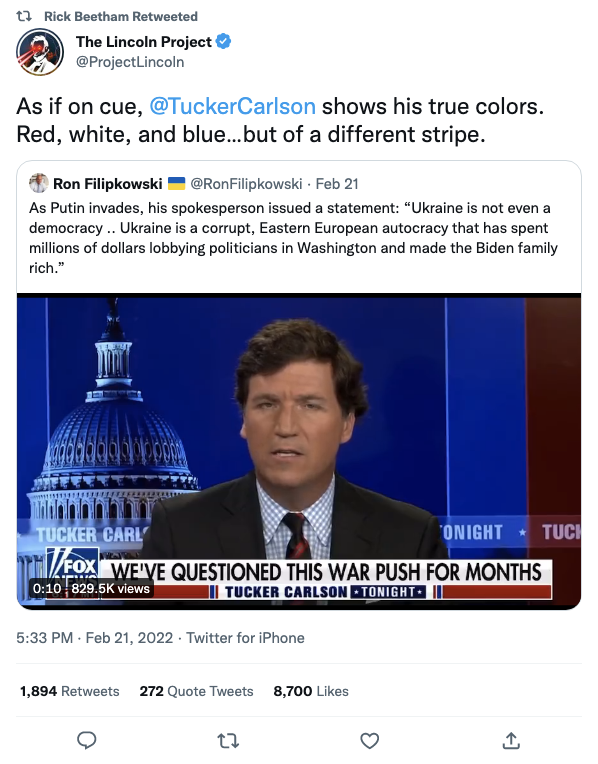 Rick Beetham Retweeted
The Lincoln Project
@ProjectLincoln
As if on cue, @TuckerCarlson shows his true colors.
Red, white, and blue…but of a different stripe.
Ron Filipkowski @RonFilipkowski · Feb 21
As Putin invades, his spokesperson issued a statement: “Ukraine is not even a
democracy .. Ukraine is a corrupt, Eastern European autocracy that has spent
millions of dollars lobbying politicians in Washington and made the Biden family
rich.”
TUCKER CARL
ONIGHT
TUCK
FOX
NEWS
WE'VE QUESTIONED THIS WAR PUSH FOR MONTHS
0:10 829.5K views
TUCKER CARLSON TONIGHT
5:33 PM · Feb 21, 2022 · Twitter for iPhone
1,894 Retweets 272 Quote Tweets 8,700 Likes